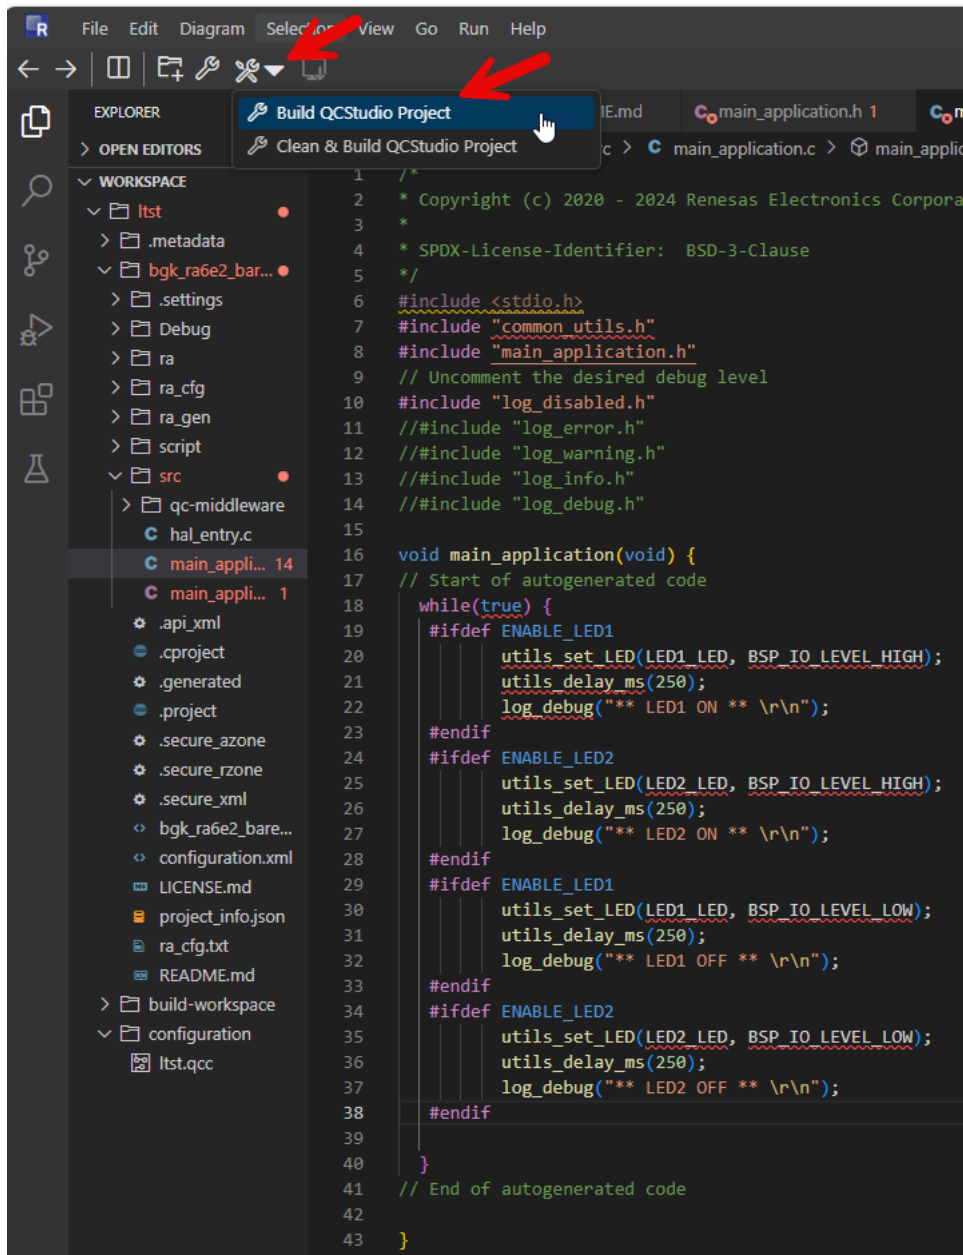 R File Edit Diagram Selection View Go Run Help
EXPLORER
Build QCStudio Project
Clean & Build QCStudio Project
IE.md
main_application.h 1
OPEN EDITORS
rc > C main_application.c > main_applic
WORKSPACE
ltst
.metadata
bgk_ra6e2_bar...
.settings
Debug
ra
ra_cfg
ra_gen
script
src
qc-middleware
C hal_entry.c
C main_appli... 14
C main_appli... 1
.api_xml
.cproject
.generated
.project
.secure_azone
.secure_rzone
.secure_xml
bgk_ra6e2_bare...
configuration.xml
LICENSE.md
project_info.json
ra_cfg.txt
README.md
build-workspace
configuration
ltst.qcc
1 /*
2 * Copyright (c) 2020 - 2024 Renesas Electronics Corpora
3 *
4 * SPDX-License-Identifier: BSD-3-Clause
5 */
6 #include <stdio.h>
7 #include "common_utils.h"
8 #include "main_application.h"
9 // Uncomment the desired debug level
10 #include "log_disabled.h"
11 //#include "log_error.h"
12 //#include "log_warning.h"
13 //#include "log_info.h"
14 //#include "log_debug.h"
15
16 void main_application(void) {
17 // Start of autogenerated code
18 while(true) {
19 #ifdef ENABLE_LED1
20 utils_set_LED(LED1_LED, BSP_IO_LEVEL_HIGH);
21 utils_delay_ms(250);
22 log_debug("** LED1 ON ** \r\n");
23 #endif
24 #ifdef ENABLE_LED2
25 utils_set_LED(LED2_LED, BSP_IO_LEVEL_HIGH);
26 utils_delay_ms(250);
27 log_debug("** LED2 ON ** \r\n");
28 #endif
29 #ifdef ENABLE_LED1
30 utils_set_LED(LED1_LED, BSP_IO_LEVEL_LOW);
31 utils_delay_ms(250);
32 log_debug("** LED1 OFF ** \r\n");
33 #endif
34 #ifdef ENABLE_LED2
35 utils_set_LED(LED2_LED, BSP_IO_LEVEL_LOW);
36 utils_delay_ms(250);
37 log_debug("** LED2 OFF ** \r\n");
38 #endif
39
40 }
41 // End of autogenerated code
42
43 }